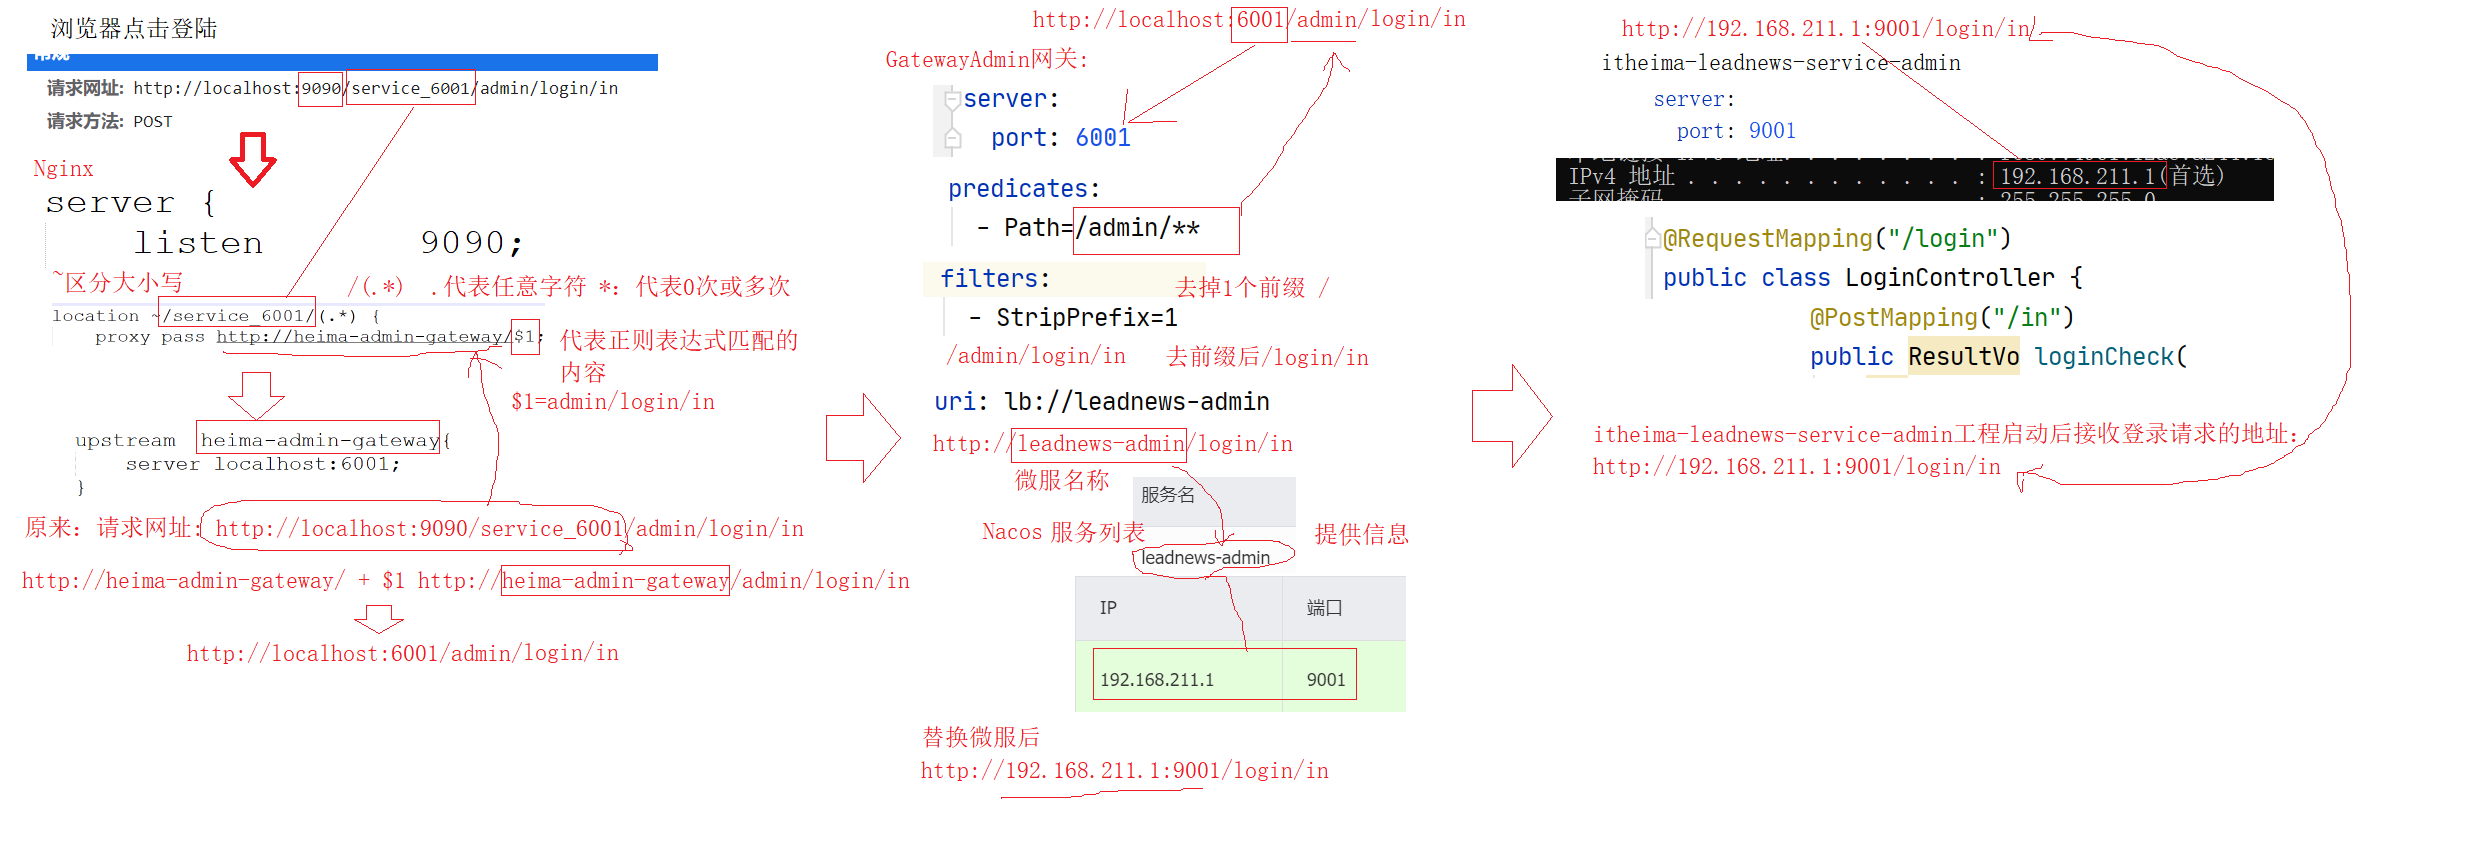 浏览器点击登陆
常规
请求网址: http://localhost:9090/service_6001/admin/login/in
请求方法: POST
Nginx
server {
listen 9090;
~区分大小写
/(.*) .代表任意字符 *: 代表0次或多次
location ~/service_6001/(.*) {
proxy_pass http://heima-admin-gateway/$1;
代表正则表达式匹配的
内容
$1=admin/login/in
upstream heima-admin-gateway{
server localhost:6001;
}
原来: 请求网址: http://localhost:9090/service_6001/admin/login/in
http://heima-admin-gateway/ + $1 http://heima-admin-gateway/admin/login/in
http://localhost:6001/admin/login/in
http://localhost:6001/admin/login/in
GatewayAdmin网关:
server:
port: 6001
predicates:
- Path=/admin/**
filters:
去掉1个前缀 /
- StripPrefix=1
/admin/login/in 去前缀后/login/in
uri: lb://leadnews-admin
http://leadnews-admin/login/in
微服名称
服务名
Nacos 服务列表
提供信息
leadnews-admin
IP 端口
192.168.211.1 9001
替换微服后
http://192.168.211.1:9001/login/in
http://192.168.211.1:9001/login/in
itheima-leadnews-service-admin
server:
port: 9001
IPv4 地址 . . . . . . . . . . . . : 192.168.211.1(首选)
子网掩码 : 255.255.255.0
@RequestMapping("/login")
public class LoginController {
@PostMapping("/in")
public ResultVo loginCheck(
itheima-leadnews-service-admin工程启动后接收登录请求的地址:
http://192.168.211.1:9001/login/in